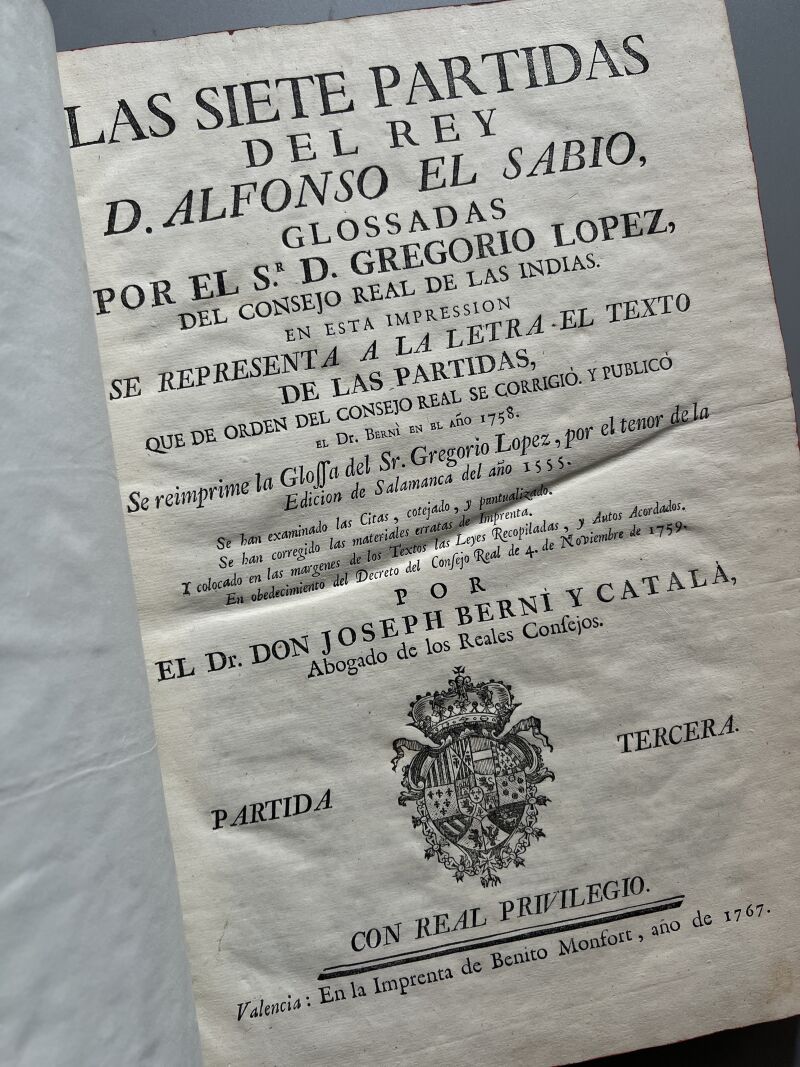 LAS SIETE PARTIDAS
DEL REY
D. ALFONSO EL SABIO,
GLOSSADAS
POR EL S.R D. GREGORIO LOPEZ,
DEL CONSEJO REAL DE LAS INDIAS.
EN ESTA IMPRESSION
SE REPRESENTA A LA LETRA EL TEXTO
DE LAS PARTIDAS,
QUE DE ORDEN DEL CONSEJO REAL SE CORRIGIÒ. Y PUBLICÒ
EL Dr. BERNÌ EN EL AÑO 1758.
Se reimprime la Gloſſa del Sr. Gregorio Lopez, por el tenor de la
Edicion de Salamanca del año 1555.
Se han examinado las Citas, cotejado, y puntualizado.
Se han corregido las materiales erratas de Imprenta.
Y colocado en las margenes de los Textos las Leyes Recopiladas, y Autos Acordados.
En obedecimiento del Decreto del Conſejo Real de 4. de Noviembre de 1759.
POR
EL Dr. DON JOSEPH BERNÌ Y CATALÀ,
Abogado de los Reales Conſejos.
PARTIDA TERCERA.
CON REAL PRIVILEGIO.
Valencia: En la Imprenta de Benito Monfort, año de 1767.